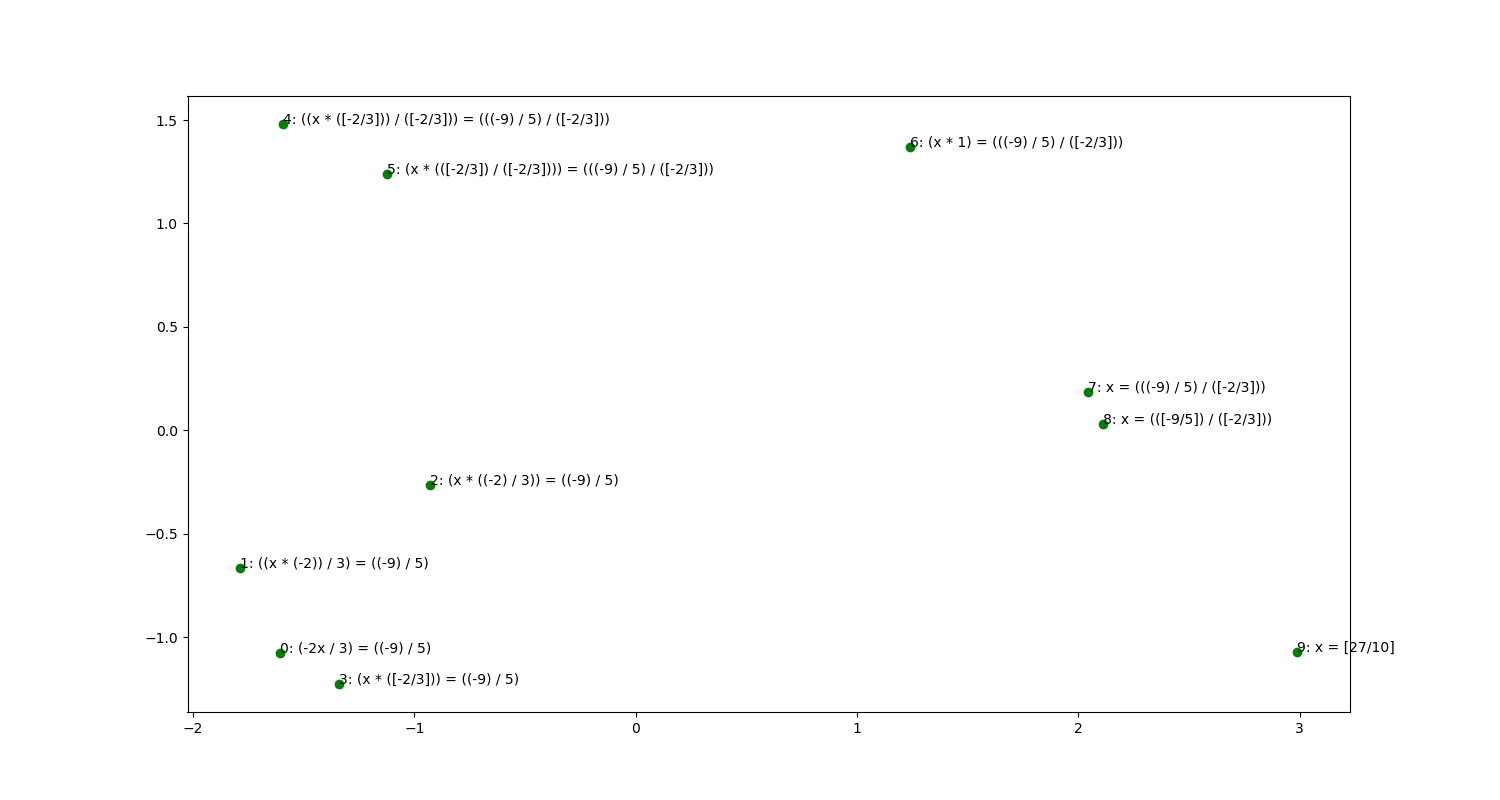 4: ((x * ([-2/3])) / ([-2/3])) = (((-9) / 5) / ([-2/3]))
6: (x * 1) = (((-9) / 5) / ([-2/3]))
5: (x * (([-2/3]) / ([-2/3]))) = (((-9) / 5) / ([-2/3]))
7: x = (((-9) / 5) / ([-2/3]))
8: x = (([-9/5]) / ([-2/3]))
2: (x * ((-2) / 3)) = ((-9) / 5)
1: ((x * (-2)) / 3) = ((-9) / 5)
0: (-2x / 3) = ((-9) / 5)
9: x = [27/10]
3: (x * ([-2/3])) = ((-9) / 5)
1.5
1.0
0.5
0.0
−0.5
−1.0
−2 −1 0 1 2 3